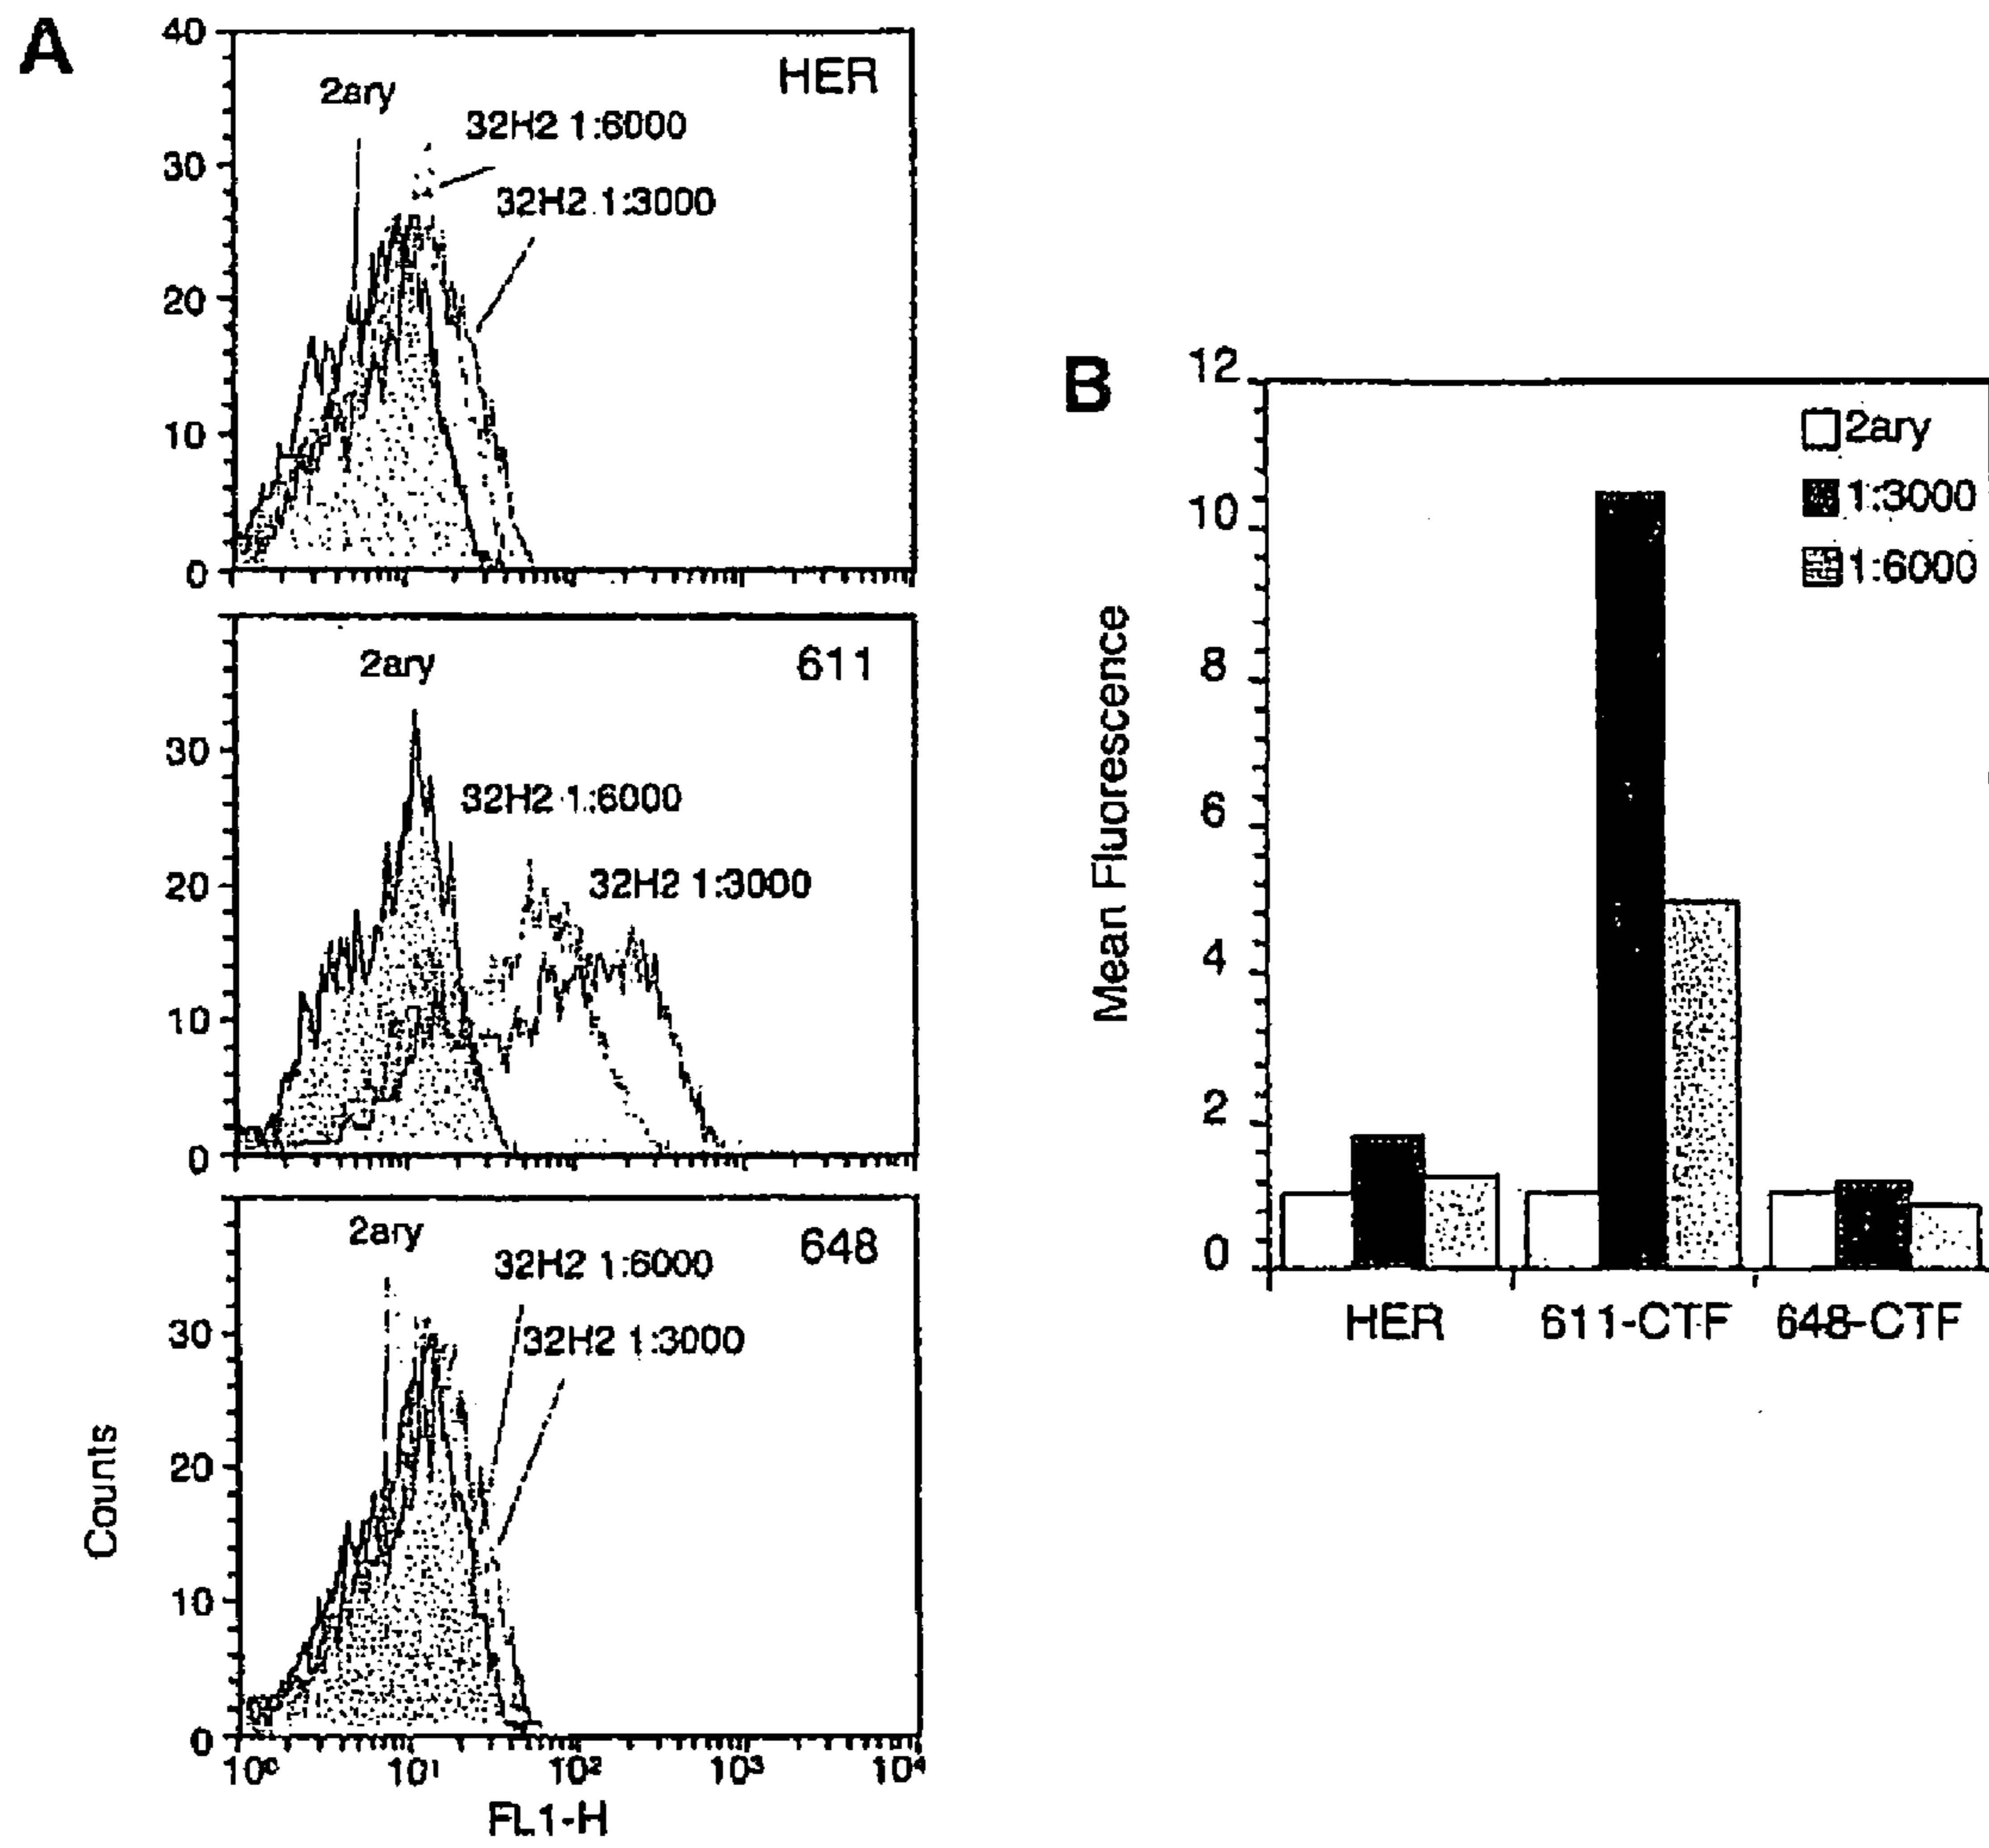 A
40
30
20
10
0
2ary
HER
32H2 1:6000
32H2 1:3000
30
20
10
0
2ary
611
32H2 1:6000
32H2 1:3000
Counts
30
20
10
0
2ary
648
32H2 1:6000
32H2 1:3000
10⁰ 10¹ 10² 10³ 10⁴
FL1-H
B
Mean Fluorescence
12
10
8
6
4
2
0
2ary
1:3000
1:6000
HER 611-CTF 648-CTF